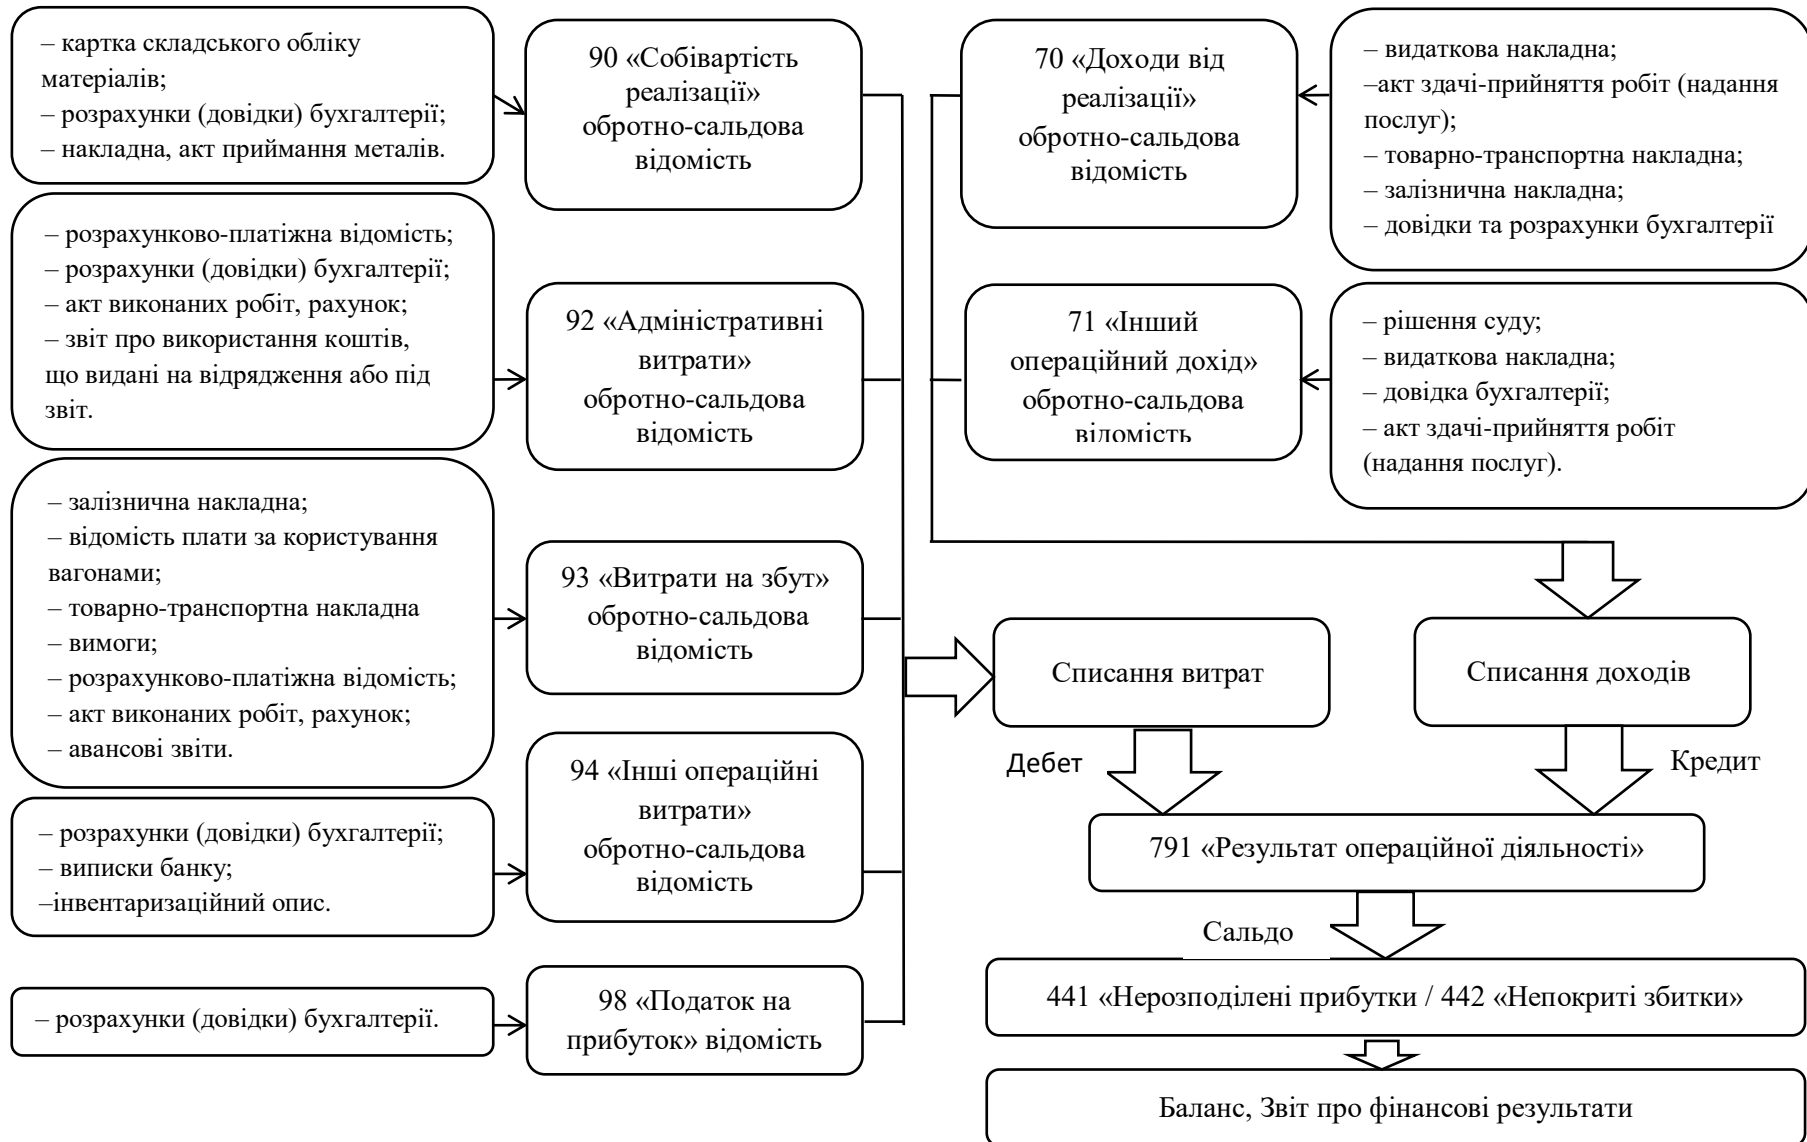 – картка складського обліку
матеріалів;
– розрахунки (довідки) бухгалтерії;
– накладна, акт приймання металів.
90 «Собівартість
реалізації»
обротно-сальдова
відомість
70 «Доходи від
реалізації»
обротно-сальдова
відомість
– видаткова накладна;
–акт здачі-прийняття робіт (надання
послуг);
– товарно-транспортна накладна;
– залізнична накладна;
– довідки та розрахунки бухгалтерії
– розрахунково-платіжна відомість;
– розрахунки (довідки) бухгалтерії;
– акт виконаних робіт, рахунок;
– звіт про використання коштів,
що видані на відрядження або під
звіт.
92 «Адміністративні
витрати»
обротно-сальдова
відомість
71 «Інший
операційний дохід»
обротно-сальдова
відомість
– рішення суду;
– видаткова накладна;
– довідка бухгалтерії;
– акт здачі-прийняття робіт
(надання послуг).
– залізнична накладна;
– відомість плати за користування
вагонами;
– товарно-транспортна накладна
– вимоги;
– розрахунково-платіжна відомість;
– акт виконаних робіт, рахунок;
– авансові звіти.
93 «Витрати на збут»
обротно-сальдова
відомість
Списання витрат
Списання доходів
Дебет
Кредит
94 «Інші операційні
витрати»
обротно-сальдова
відомість
– розрахунки (довідки) бухгалтерії;
– виписки банку;
–інвентаризаційний опис.
791 «Результат операційної діяльності»
Сальдо
98 «Податок на
прибуток» відомість
– розрахунки (довідки) бухгалтерії.
441 «Нерозподілені прибутки / 442 «Непокриті збитки»
Баланс, Звіт про фінансові результати